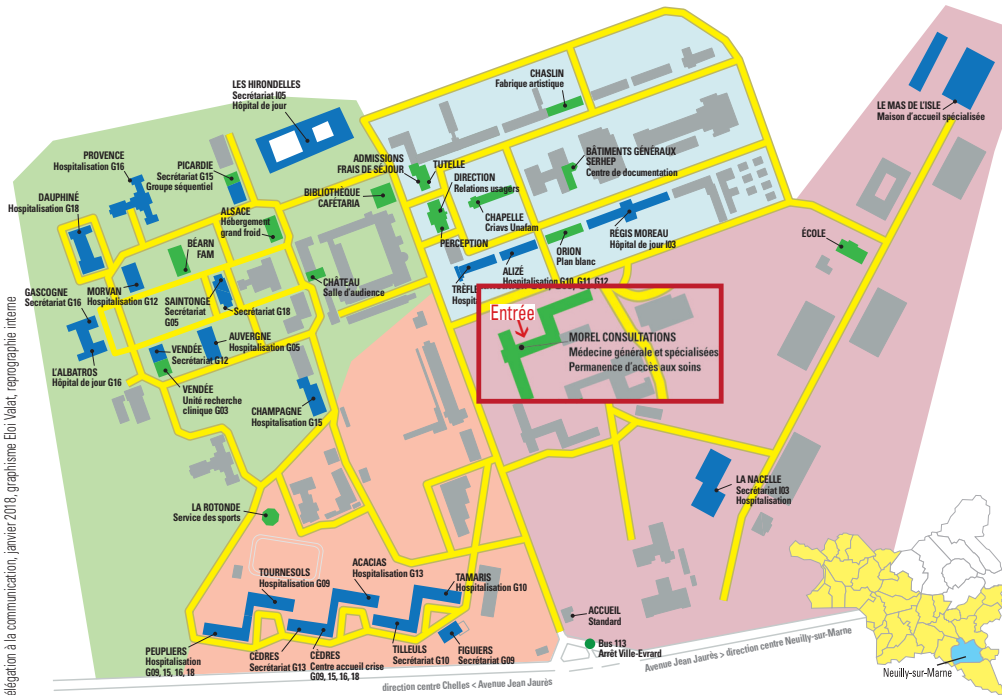 CHASLIN
Fabrique artistique
LES HIRONDELLES
Secrétariat I05
Hôpital de jour
LE MAS DE L'ISLE
Maison d'accueil spécialisée
PROVENCE
Hospitalisation G16
PICARDIE
Secrétariat G15
Groupe séquentiel
ADMISSIONS
FRAIS DE SÉJOUR
TUTELLE
BÂTIMENTS GÉNÉRAUX
SERHEP
Centre de documentation
DIRECTION
Relations usagers
BIBLIOTHÈQUE
CAFÉTARIA
DAUPHINÉ
Hospitalisation G18
ALSACE
Hébergement
grand froid
CHAPELLE
Criavs Unafam
RÉGIS MOREAU
Hôpital de jour I03
ÉCOLE
BÉARN
FAM
PERCEPTION
ORION
Plan blanc
ALIZÉ
Hospitalisation G10, G11, G12
TRÉFLE
Hospit
CHÂTEAU
Salle d'audience
GASCOGNE
Secrétariat G16
MORVAN
Hospitalisation G12
SAINTONGE
Secrétariat
G05
Secrétariat G18
Entrée
MOREL CONSULTATIONS
Médecine générale et spécialisées
Permanence d'accès aux soins
AUVERGNE
Hospitalisation G05
VENDÉE
Secrétariat G12
L'ALBATROS
Hôpital de jour G16
VENDÉE
Unité recherche
clinique G03
CHAMPAGNE
Hospitalisation G15
LA NACELLE
Secrétariat I03
Hospitalisation
LA ROTONDE
Service des sports
TOURNESOLS
Hospitalisation G09
ACACIAS
Hospitalisation G13
TAMARIS
Hospitalisation G10
ACCUEIL
Standard
PEUPLIERS
Hospitalisation
G09, 15, 16, 18
CÈDRES
Secrétariat G13
CÈDRES
Centre accueil crise
G09, 15, 16, 18
TILLEULS
Secrétariat G10
FIGUIERS
Secrétariat G09
Bus 113
Arrêt Ville-Evrard
direction centre Chelles < Avenue Jean Jaurès
Avenue Jean Jaurès > direction centre Neuilly-sur-Marne
Neuilly-sur-Marne
élégation à la communication, janvier 2018, graphisme Eloi Valat, reprographie interne